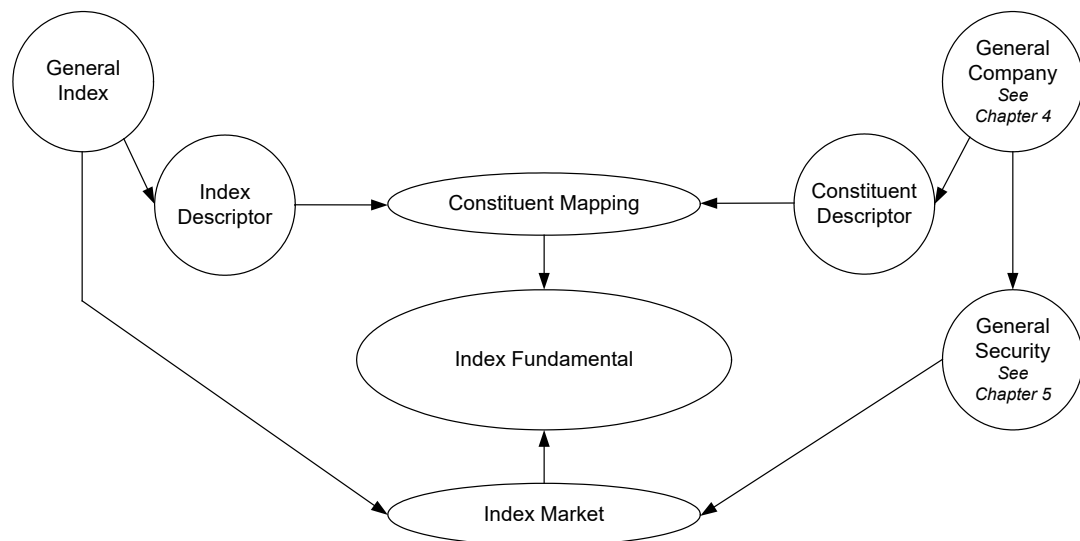 General
Index
General
Company
See
Chapter 4
Index
Descriptor
Constituent Mapping
Constituent
Descriptor
Index Fundamental
General
Security
See
Chapter 5
Index Market